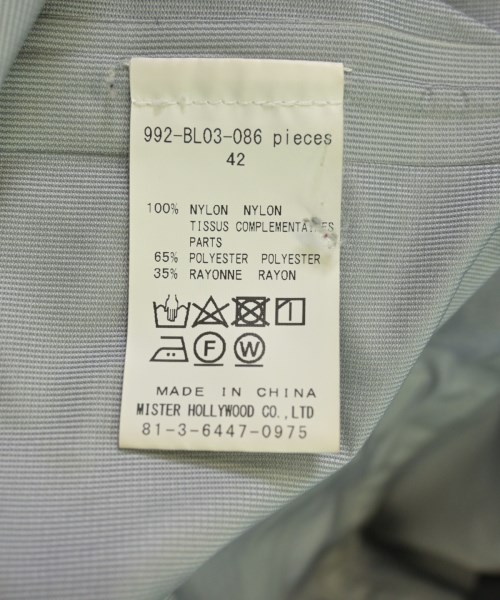 992-BL03-086 pieces
42
100% NYLON NYLON
TISSUS COMPLEMENTAIRES
PARTS
65% POLYESTER POLYESTER
35% RAYONNE RAYON
F W
MADE IN CHINA
MISTER HOLLYWOOD CO.,LTD
81-3-6447-0975